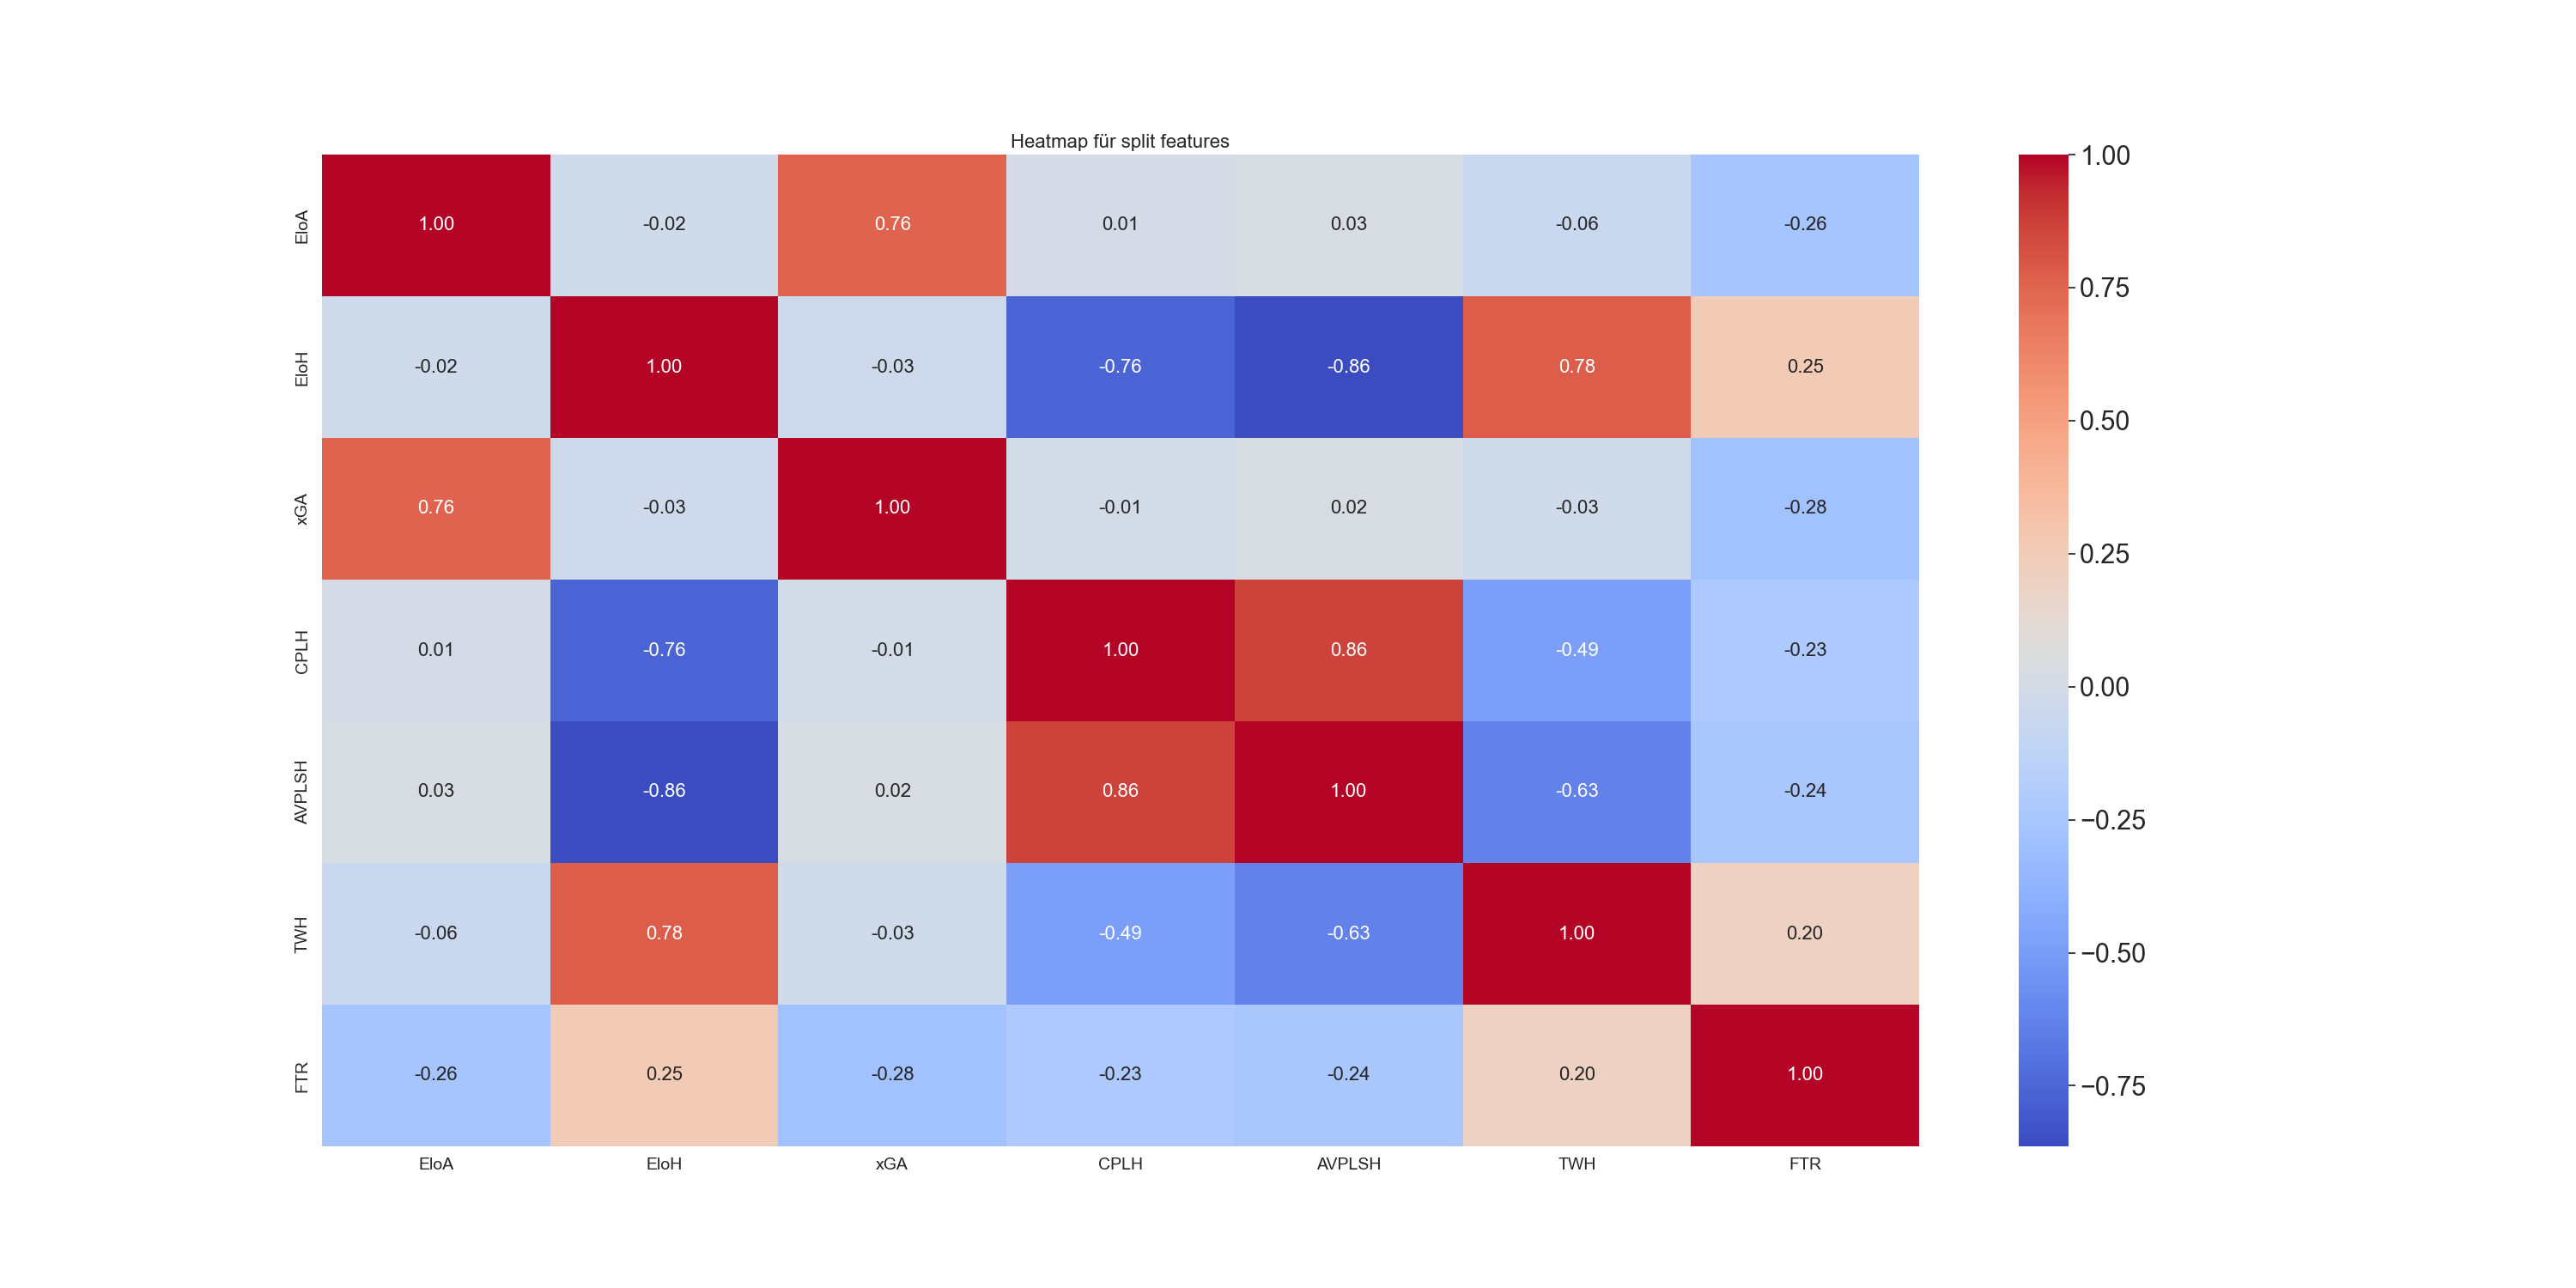 Heatmap für split features
EloA 1.00 -0.02 0.76 0.01 0.03 -0.06 -0.26
EloH -0.02 1.00 -0.03 -0.76 -0.86 0.78 0.25
xGA 0.76 -0.03 1.00 -0.01 0.02 -0.03 -0.28
CPLH 0.01 -0.76 -0.01 1.00 0.86 -0.49 -0.23
AVPLSH 0.03 -0.86 0.02 0.86 1.00 -0.63 -0.24
TWH -0.06 0.78 -0.03 -0.49 -0.63 1.00 0.20
FTR -0.26 0.25 -0.28 -0.23 -0.24 0.20 1.00
EloA EloH xGA CPLH AVPLSH TWH FTR
1.00
0.75
0.50
0.25
0.00
−0.25
−0.50
−0.75